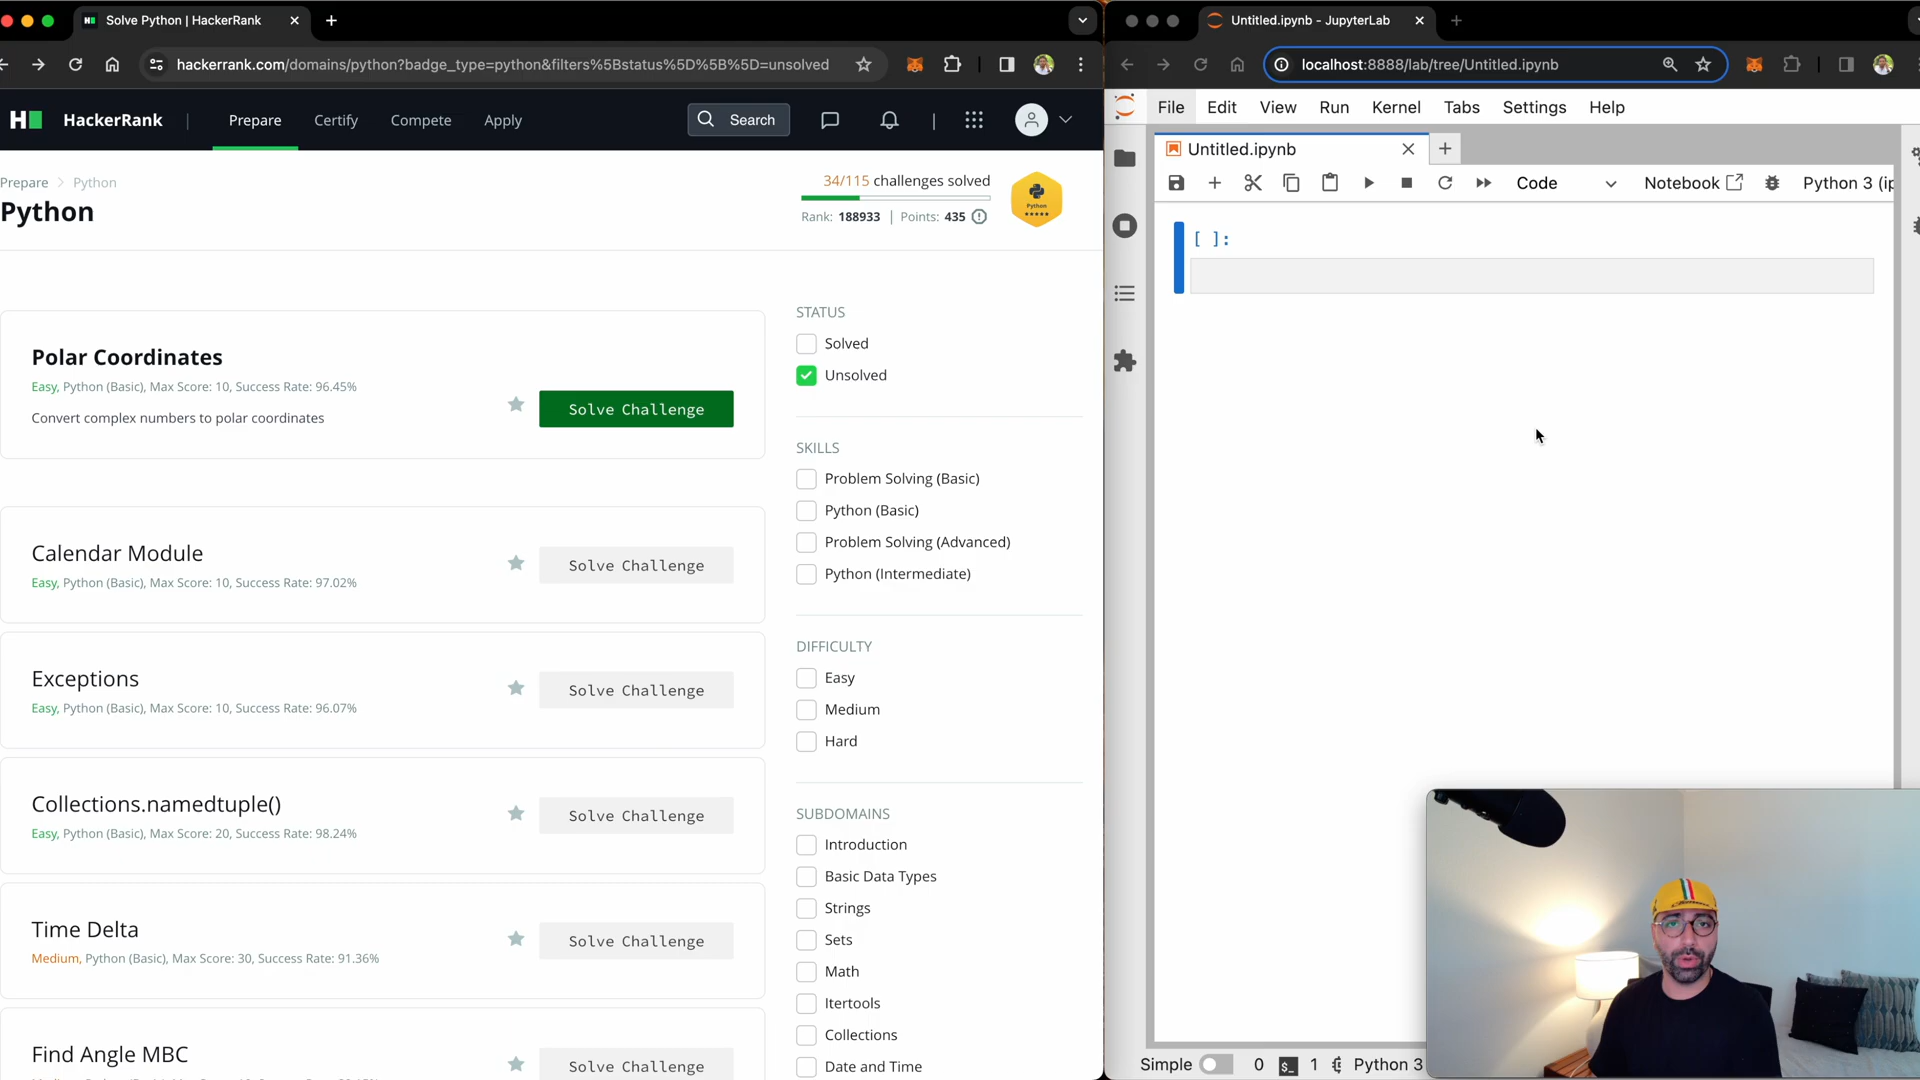 Solve Python | HackerRank
hackerrank.com/domains/python?badge_type=python&filters%5Bstatus%5D%5B%5D=unsolved
HackerRank
Prepare
Certify
Compete
Apply
Search
Prepare > Python
Python
34/115 challenges solved
Rank: 188933 | Points: 435
Python
Polar Coordinates
Easy, Python (Basic), Max Score: 10, Success Rate: 96.45%
Convert complex numbers to polar coordinates
Solve Challenge
Calendar Module
Easy, Python (Basic), Max Score: 10, Success Rate: 97.02%
Solve Challenge
Exceptions
Easy, Python (Basic), Max Score: 10, Success Rate: 96.07%
Solve Challenge
Collections.namedtuple()
Easy, Python (Basic), Max Score: 20, Success Rate: 98.24%
Solve Challenge
Time Delta
Medium, Python (Basic), Max Score: 30, Success Rate: 91.36%
Solve Challenge
Find Angle MBC
Solve Challenge
STATUS
Solved
Unsolved
SKILLS
Problem Solving (Basic)
Python (Basic)
Problem Solving (Advanced)
Python (Intermediate)
DIFFICULTY
Easy
Medium
Hard
SUBDOMAINS
Introduction
Basic Data Types
Strings
Sets
Math
Itertools
Collections
Date and Time
Untitled.ipynb - JupyterLab
localhost:8888/lab/tree/Untitled.ipynb
File Edit View Run Kernel Tabs Settings Help
Untitled.ipynb
Code
Notebook
Python 3 (ip
[ ]:
Simple
0
1
Python 3